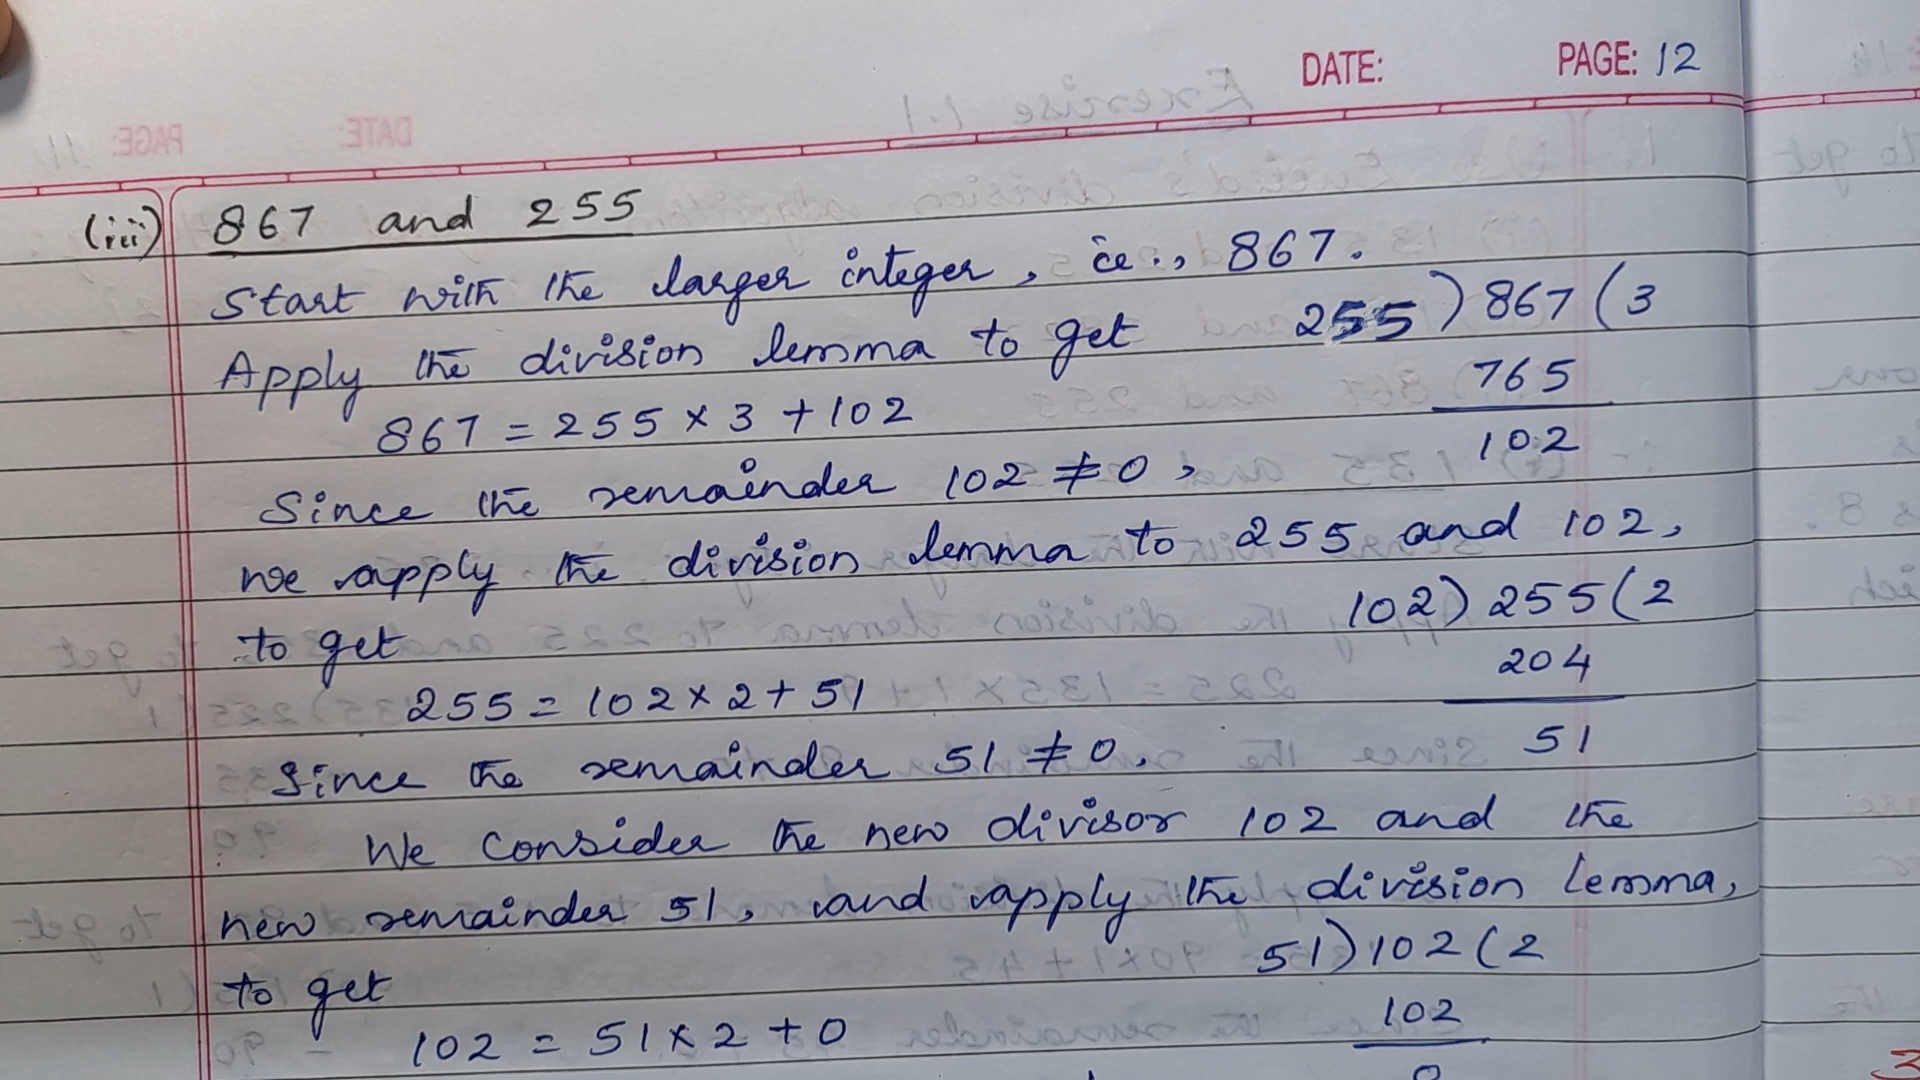 DATE: PAGE: 12
(iii) 867 and 255
Start with the larger integer, ie., 867.
Apply the division lemma to get 255) 867 (3
765
867 = 255 × 3 + 102
102
Since the remainder 102 ≠ 0,
we apply the division lemma to 255 and 102,
to get 102) 255 (2
204
255 = 102 × 2 + 51
51
Since the remainder 51 ≠ 0,
We consider the new divisor 102 and the
new remainder 51, and apply the division lemma,
to get 51) 102 (2
102
102 = 51 × 2 + 0
0